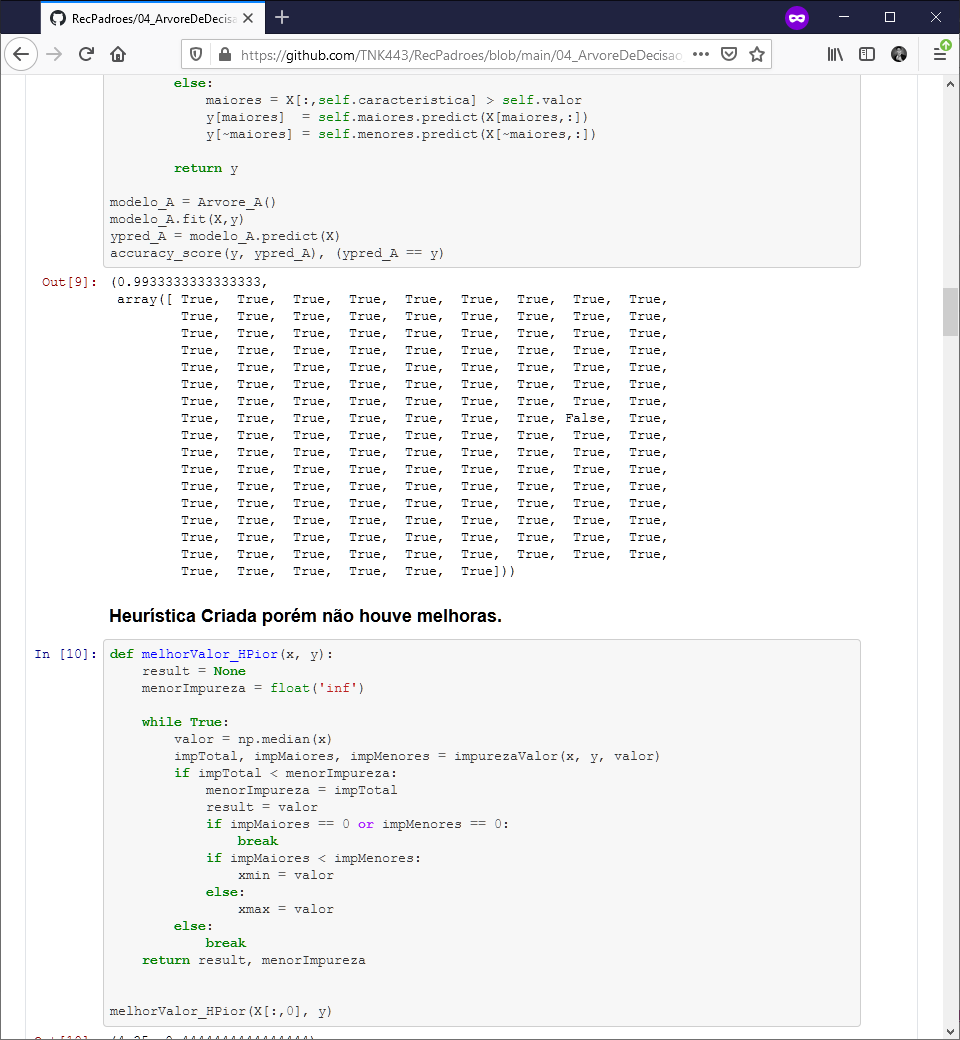 RecPadroes/04_ArvoreDeDecisa
https://github.com/TNK443/RecPadroes/blob/main/04_ArvoreDeDecisao
else:
maiores = X[:,self.caracteristica] > self.valor
y[maiores]  = self.maiores.predict(X[maiores,:])
y[~maiores] = self.menores.predict(X[~maiores,:])
return y
modelo_A = Arvore_A()
modelo_A.fit(X,y)
ypred_A = modelo_A.predict(X)
accuracy_score(y, ypred_A), (ypred_A == y)
Out[9]: (0.9933333333333333,
array([ True,  True,  True,  True,  True,  True,  True,  True,  True,
True,  True,  True,  True,  True,  True,  True,  True,  True,
True,  True,  True,  True,  True,  True,  True,  True,  True,
True,  True,  True,  True,  True,  True,  True,  True,  True,
True,  True,  True,  True,  True,  True,  True,  True,  True,
True,  True,  True,  True,  True,  True,  True,  True,  True,
True,  True,  True,  True,  True,  True,  True,  True,  True,
True,  True,  True,  True,  True,  True,  True, False,  True,
True,  True,  True,  True,  True,  True,  True,  True,  True,
True,  True,  True,  True,  True,  True,  True,  True,  True,
True,  True,  True,  True,  True,  True,  True,  True,  True,
True,  True,  True,  True,  True,  True,  True,  True,  True,
True,  True,  True,  True,  True,  True,  True,  True,  True,
True,  True,  True,  True,  True,  True,  True,  True,  True,
True,  True,  True,  True,  True,  True,  True,  True,  True,
True,  True,  True,  True,  True,  True,  True,  True,  True,
True,  True,  True,  True,  True,  True]))
Heurística Criada porém não houve melhoras.
In [10]: def melhorValor_HPior(x, y):
result = None
menorImpureza = float('inf')
while True:
valor = np.median(x)
impTotal, impMaiores, impMenores = impurezaValor(x, y, valor)
if impTotal < menorImpureza:
menorImpureza = impTotal
result = valor
if impMaiores == 0 or impMenores == 0:
break
if impMaiores < impMenores:
xmin = valor
else:
xmax = valor
else:
break
return result, menorImpureza
melhorValor_HPior(X[:,0], y)